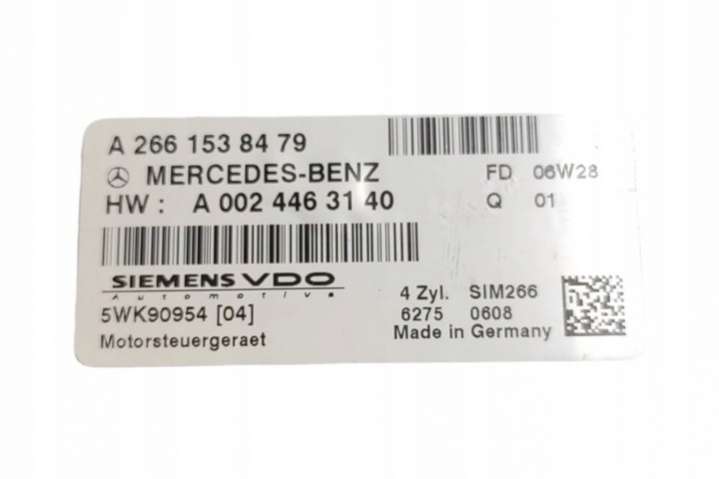 A 266 153 84 79
MERCEDES-BENZ FD 06W28
HW : A 002 446 31 40 Q 01
SIEMENS VDO
Automotive
4 Zyl. SIM266
5WK90954 [04] 6275 0608
Motorsteuergeraet Made in Germany